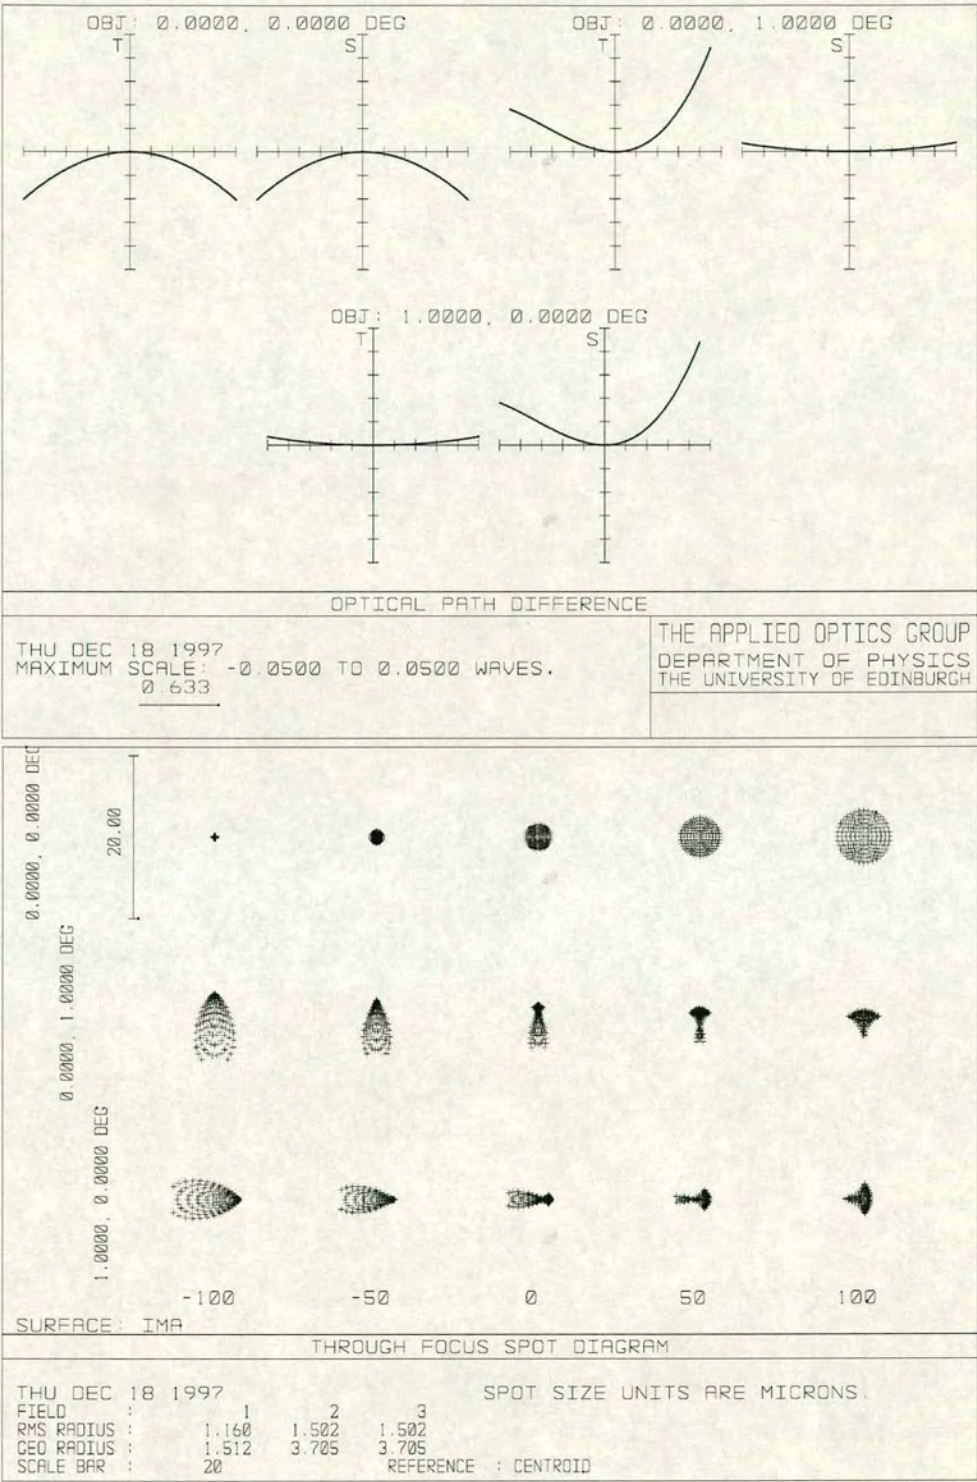 OBJ: 0.0000, 0.0000 DEG
OBJ: 0.0000, 1.0000 DEG
T
S
T
S
OBJ: 1.0000, 0.0000 DEG
T
S
OPTICAL PATH DIFFERENCE
THU DEC 18 1997
MAXIMUM SCALE: -0.0500 TO 0.0500 WAVES.
0.633
THE APPLIED OPTICS GROUP
DEPARTMENT OF PHYSICS
THE UNIVERSITY OF EDINBURGH
0.0000, 0.0000 DEG
20.00
0.0000, 1.0000 DEG
1.0000, 0.0000 DEG
-100 -50 0 50 100
SURFACE: IMA
THROUGH FOCUS SPOT DIAGRAM
THU DEC 18 1997 SPOT SIZE UNITS ARE MICRONS.
FIELD : 1 2 3
RMS RADIUS : 1.160 1.502 1.502
GEO RADIUS : 1.512 3.705 3.705
SCALE BAR : 20 REFERENCE : CENTROID